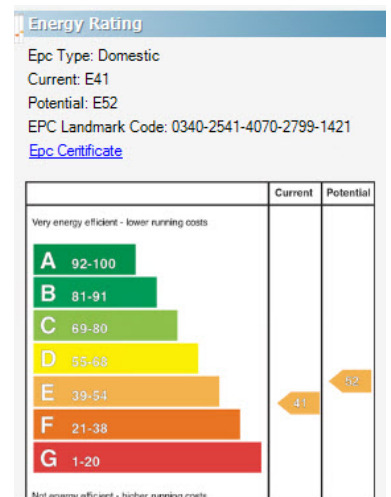 Energy Rating
Epc Type: Domestic
Current: E41
Potential: E52
EPC Landmark Code: 0340-2541-4070-2799-1421
Epc Certificate
Current Potential
Very energy efficient - lower running costs
A 92-100
B 81-91
C 69-80
D 55-68
E 39-54
F 21-38
G 1-20
52
41
Not energy efficient - higher running costs